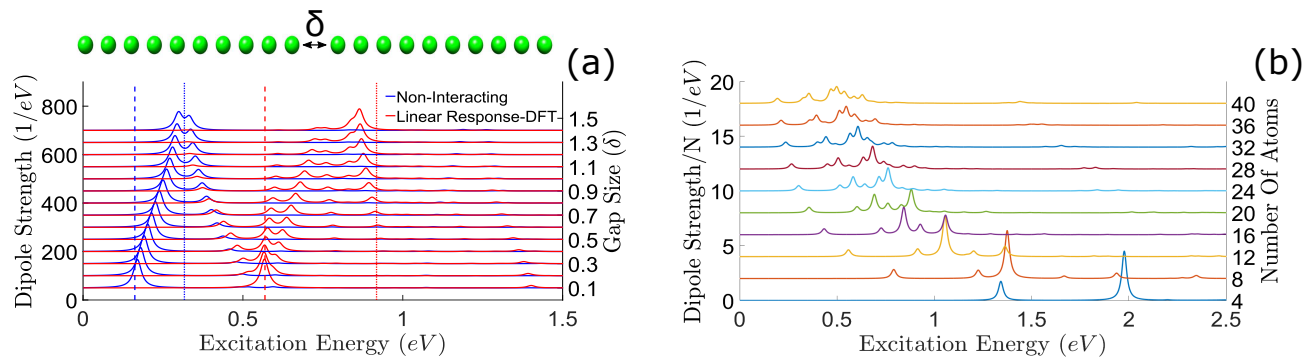 δ
(a)
Dipole Strength (1/eV)
800
600
400
200
0
Non-Interacting
Linear Response-DFT
1.5
1.3
1.1
0.9
0.7
0.5
0.3
0.1
Gap Size (δ)
0 0.5 1 1.5
Excitation Energy (eV)
(b)
Dipole Strength/N (1/eV)
20
15
10
5
0
40
36
32
28
24
20
16
12
8
4
Number Of Atoms
0 0.5 1 1.5 2 2.5
Excitation Energy (eV)